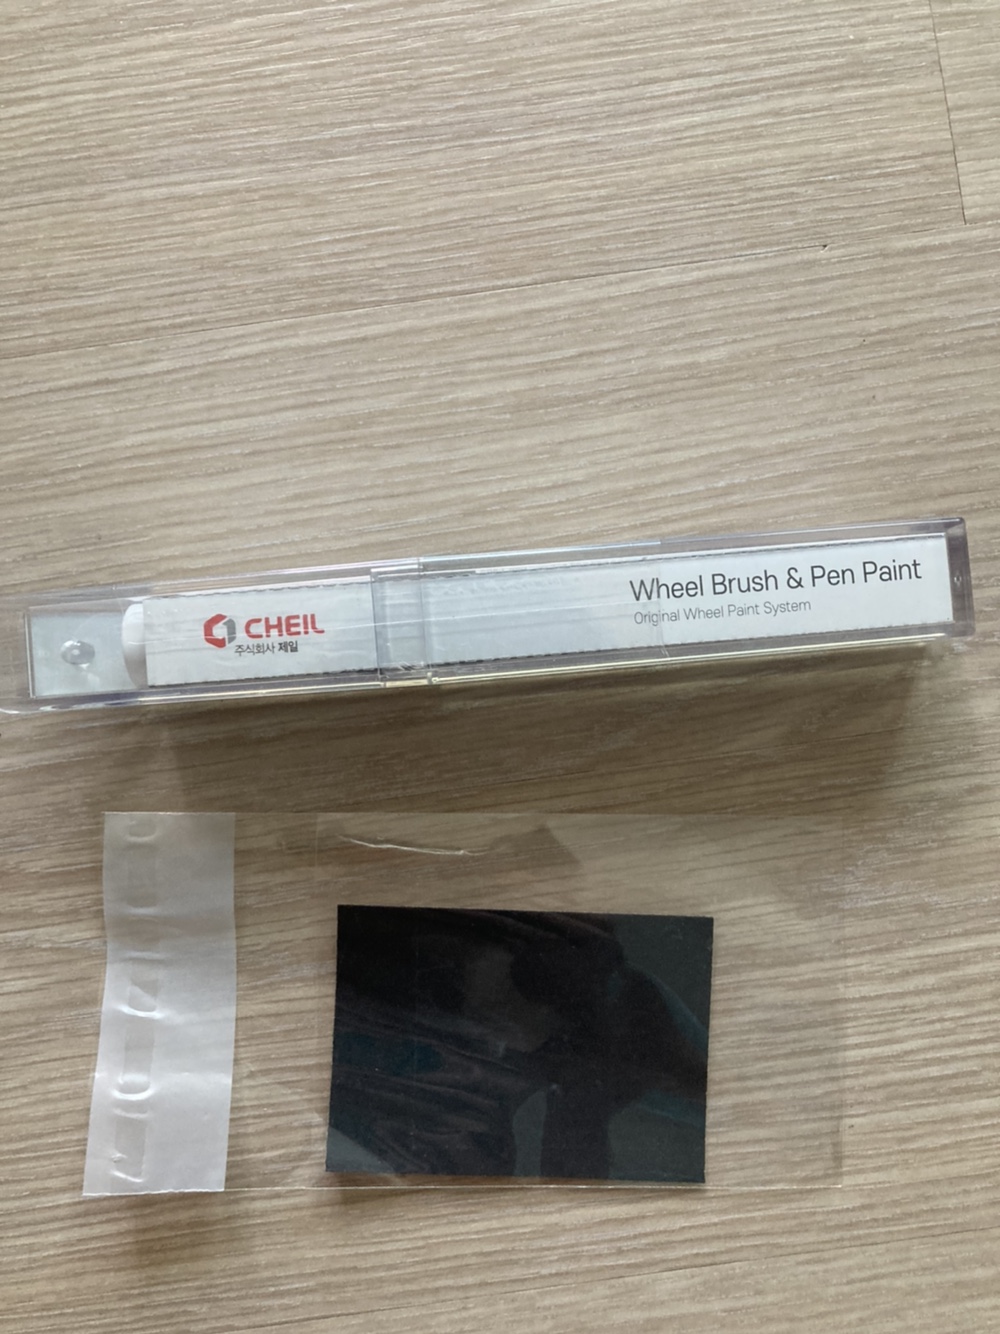 CHEIL
주식회사 제일
Wheel Brush & Pen Paint
Original Wheel Paint System